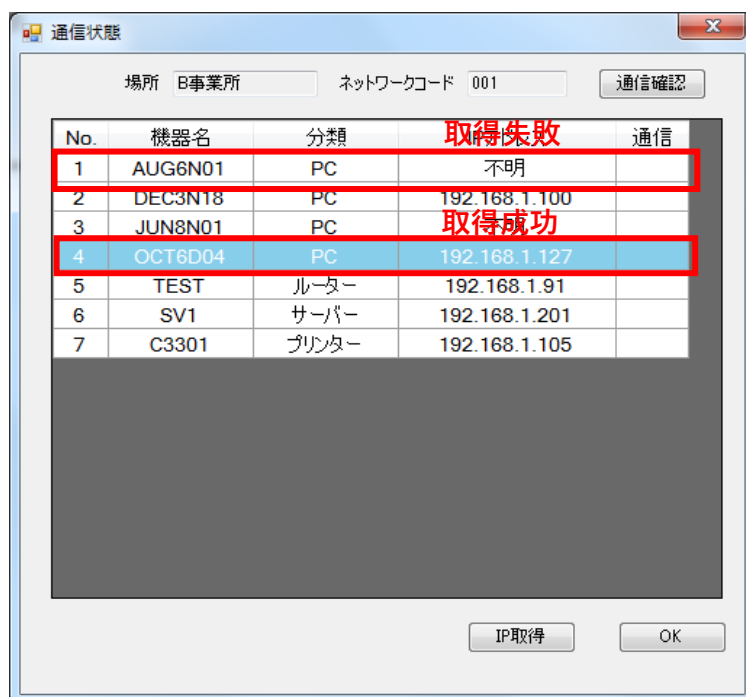 通信状態
場所 B事業所 ネットワークコード 001 通信確認
No. 機器名 分類 取得失敗 通信
1 AUG6N01 PC 不明
2 DEC3N18 PC 192.168.1.100
3 JUN8N01 PC 取得成功
4 OCT6D04 PC 192.168.1.127
5 TEST ルーター 192.168.1.91
6 SV1 サーバー 192.168.1.201
7 C3301 プリンター 192.168.1.105
IP取得 OK